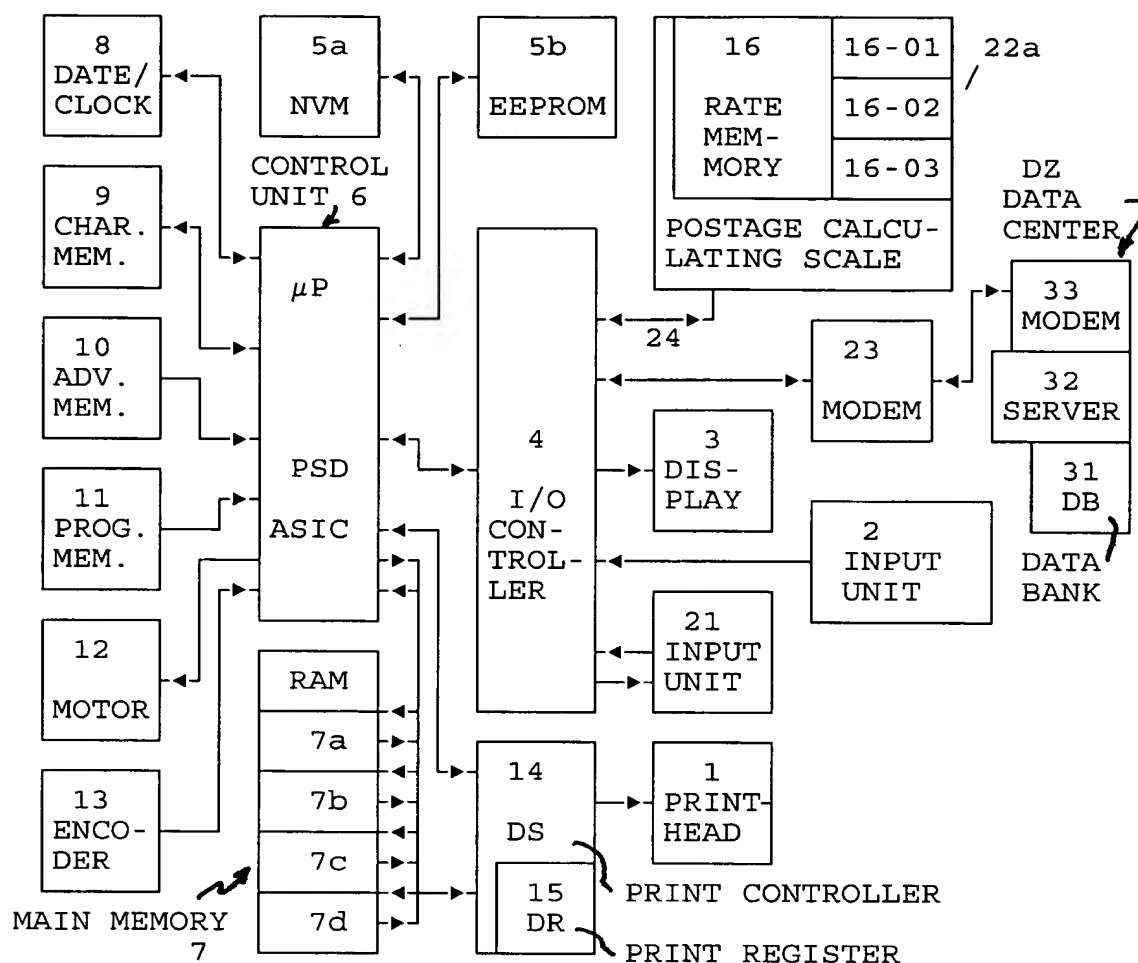 8
DATE/
CLOCK
5a
NVM
5b
EEPROM
16
RATE
MEM-
MORY
16-01
16-02
16-03
POSTAGE CALCU-
LATING SCALE
22a
CONTROL
UNIT 6
9
CHAR.
MEM.
10
ADV.
MEM.
11
PROG.
MEM.
12
MOTOR
13
ENCO-
DER
µP
PSD
ASIC
4
I/O
CON-
TROL-
LER
24
23
MODEM
DZ
DATA
CENTER
33
MODEM
32
SERVER
31
DB
DATA
BANK
3
DIS-
PLAY
2
INPUT
UNIT
21
INPUT
UNIT
RAM
7a
7b
7c
7d
MAIN MEMORY
7
14
DS
15
DR
1
PRINT-
HEAD
PRINT CONTROLLER
PRINT REGISTER